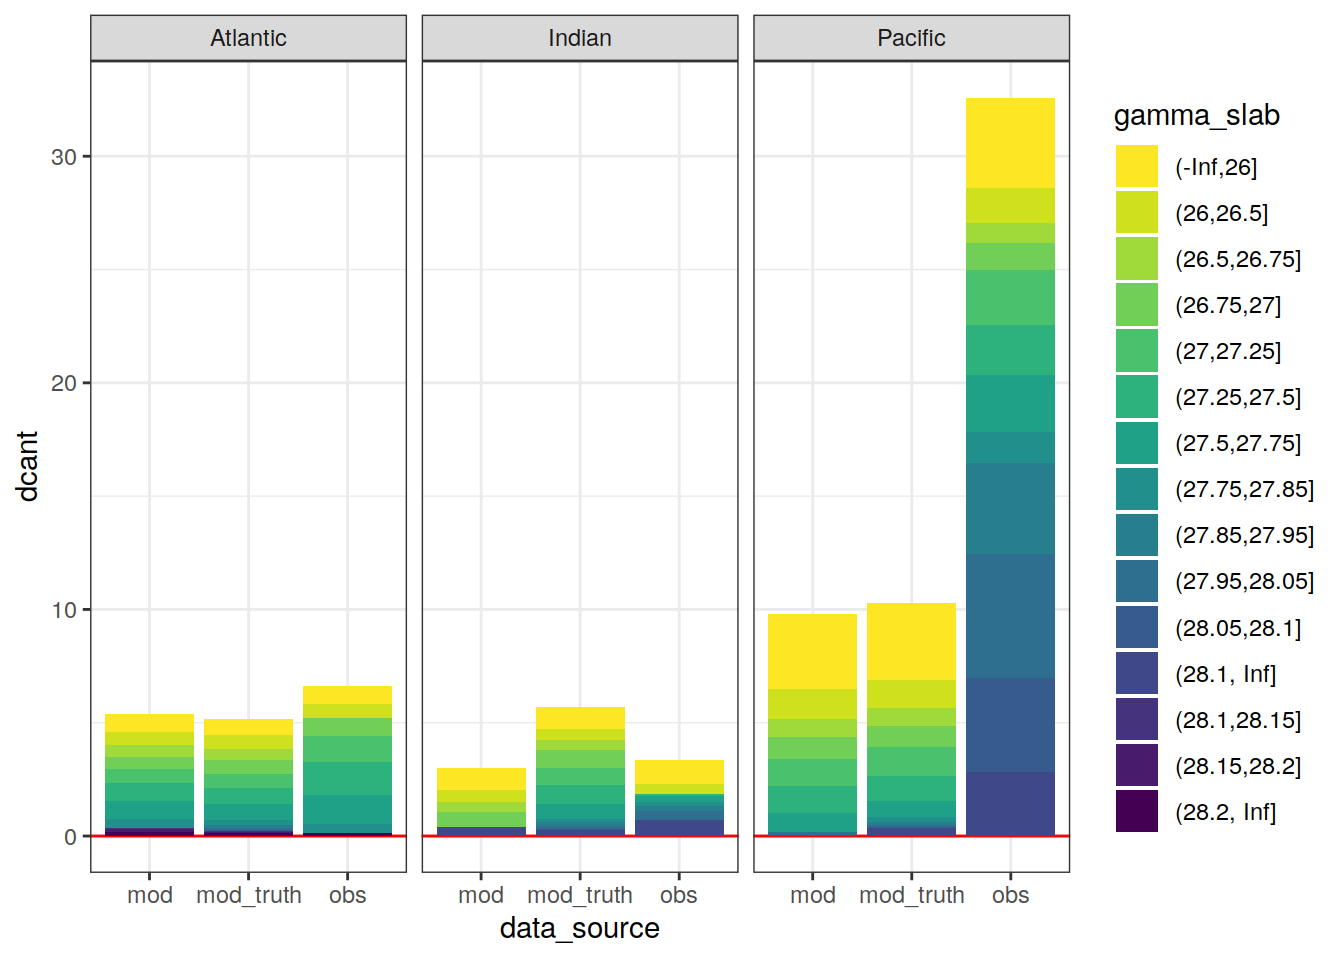 Atlantic Indian Pacific
gamma_slab
(-Inf,26]
(26,26.5]
(26.5,26.75]
(26.75,27]
(27,27.25]
(27.25,27.5]
(27.5,27.75]
(27.75,27.85]
(27.85,27.95]
(27.95,28.05]
(28.05,28.1]
(28.1, Inf]
(28.1,28.15]
(28.15,28.2]
(28.2, Inf]
30
20
10
0
dcant
mod mod_truth obs mod mod_truth obs mod mod_truth obs
data_source